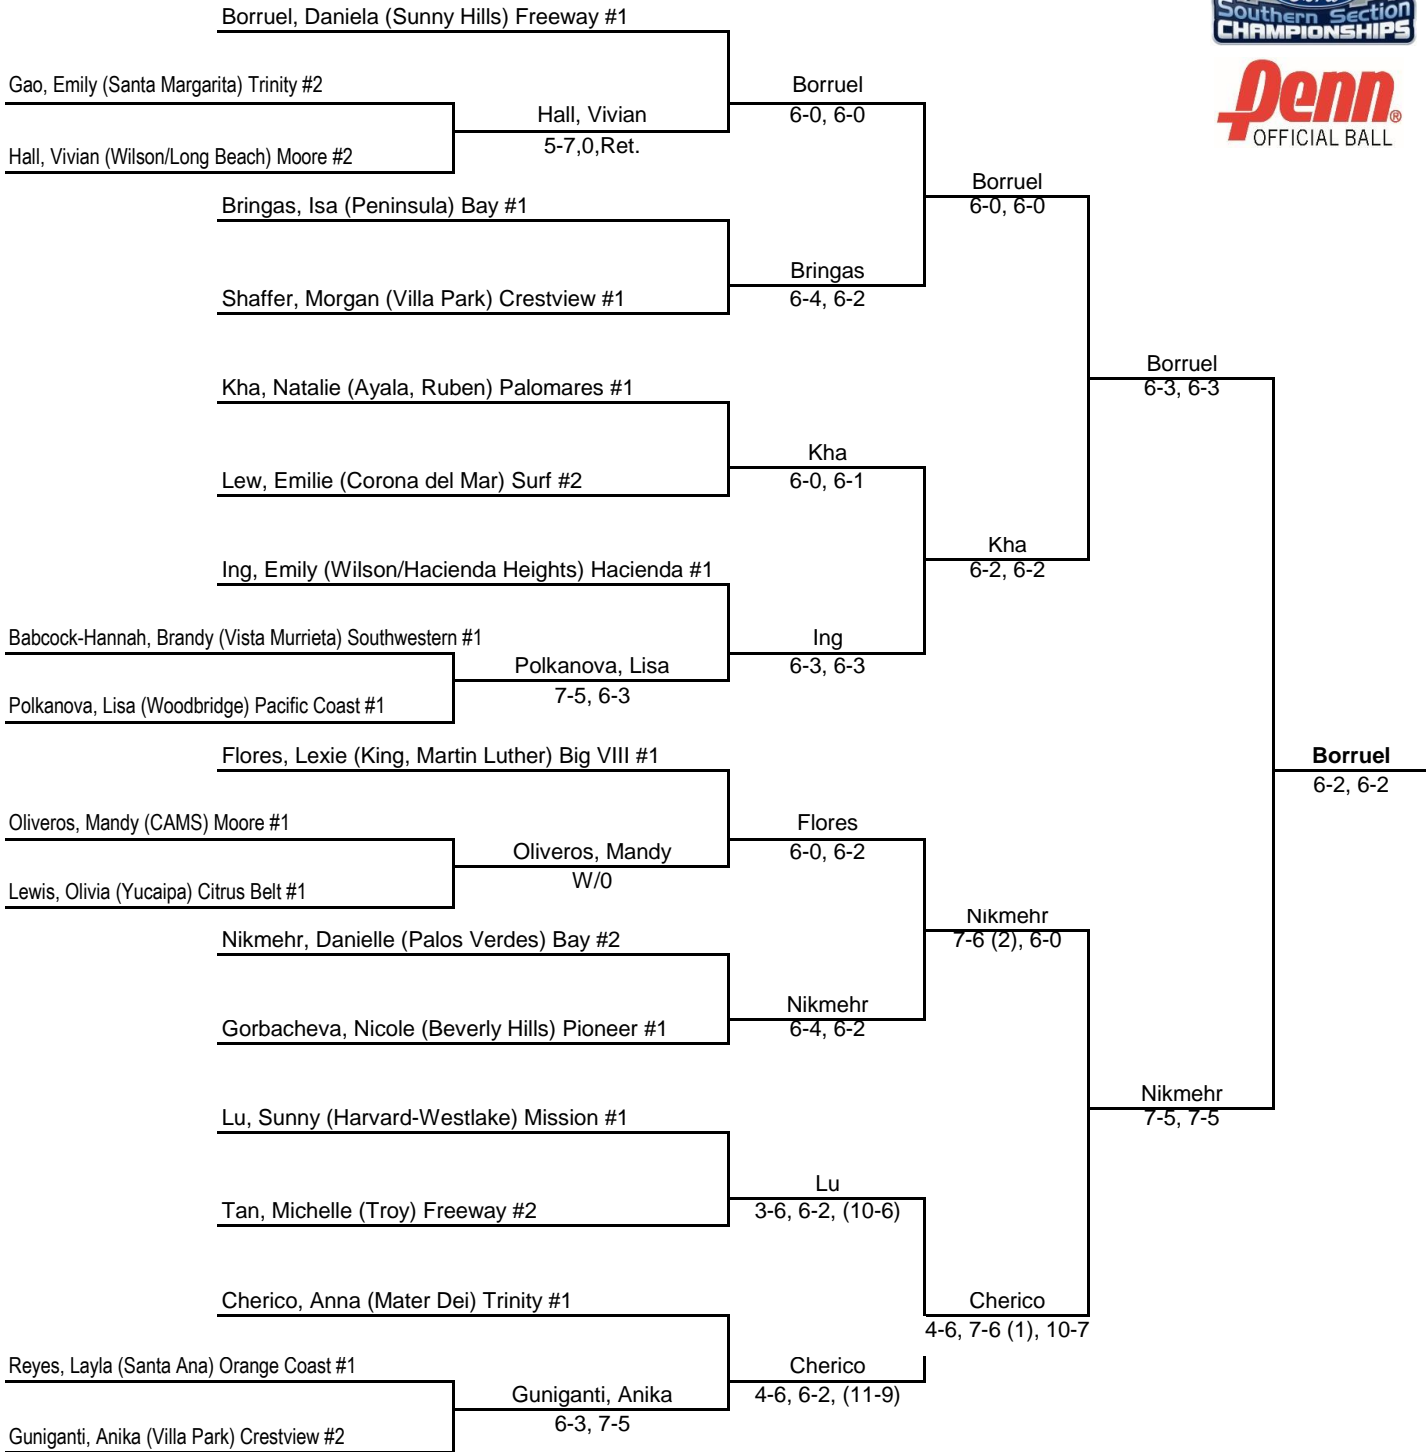 Borruel, Daniela (Sunny Hills) Freeway #1
Southern Section
CHAMPIONSHIPS
Gao, Emily (Santa Margarita) Trinity #2
Borruel
Penn®
Hall, Vivian
6-0, 6-0
OFFICIAL BALL
5-7,0,Ret.
Hall, Vivian (Wilson/Long Beach) Moore #2
Borruel
6-0, 6-0
Bringas, Isa (Peninsula) Bay #1
Bringas
6-4, 6-2
Shaffer, Morgan (Villa Park) Crestview #1
Borruel
6-3, 6-3
Kha, Natalie (Ayala, Ruben) Palomares #1
Kha
6-0, 6-1
Lew, Emilie (Corona del Mar) Surf #2
Kha
6-2, 6-2
Ing, Emily (Wilson/Hacienda Heights) Hacienda #1
Babcock-Hannah, Brandy (Vista Murrieta) Southwestern #1
Ing
6-3, 6-3
Polkanova, Lisa
7-5, 6-3
Polkanova, Lisa (Woodbridge) Pacific Coast #1
Flores, Lexie (King, Martin Luther) Big VIII #1
Borruel
6-2, 6-2
Oliveros, Mandy (CAMS) Moore #1
Flores
6-0, 6-2
Oliveros, Mandy
W/0
Lewis, Olivia (Yucaipa) Citrus Belt #1
Nikmehr
7-6 (2), 6-0
Nikmehr, Danielle (Palos Verdes) Bay #2
Nikmehr
6-4, 6-2
Gorbacheva, Nicole (Beverly Hills) Pioneer #1
Nikmehr
7-5, 7-5
Lu, Sunny (Harvard-Westlake) Mission #1
Lu
3-6, 6-2, (10-6)
Tan, Michelle (Troy) Freeway #2
Cherico, Anna (Mater Dei) Trinity #1
Cherico
4-6, 7-6 (1), 10-7
Reyes, Layla (Santa Ana) Orange Coast #1
Cherico
4-6, 6-2, (11-9)
Guniganti, Anika
6-3, 7-5
Guniganti, Anika (Villa Park) Crestview #2